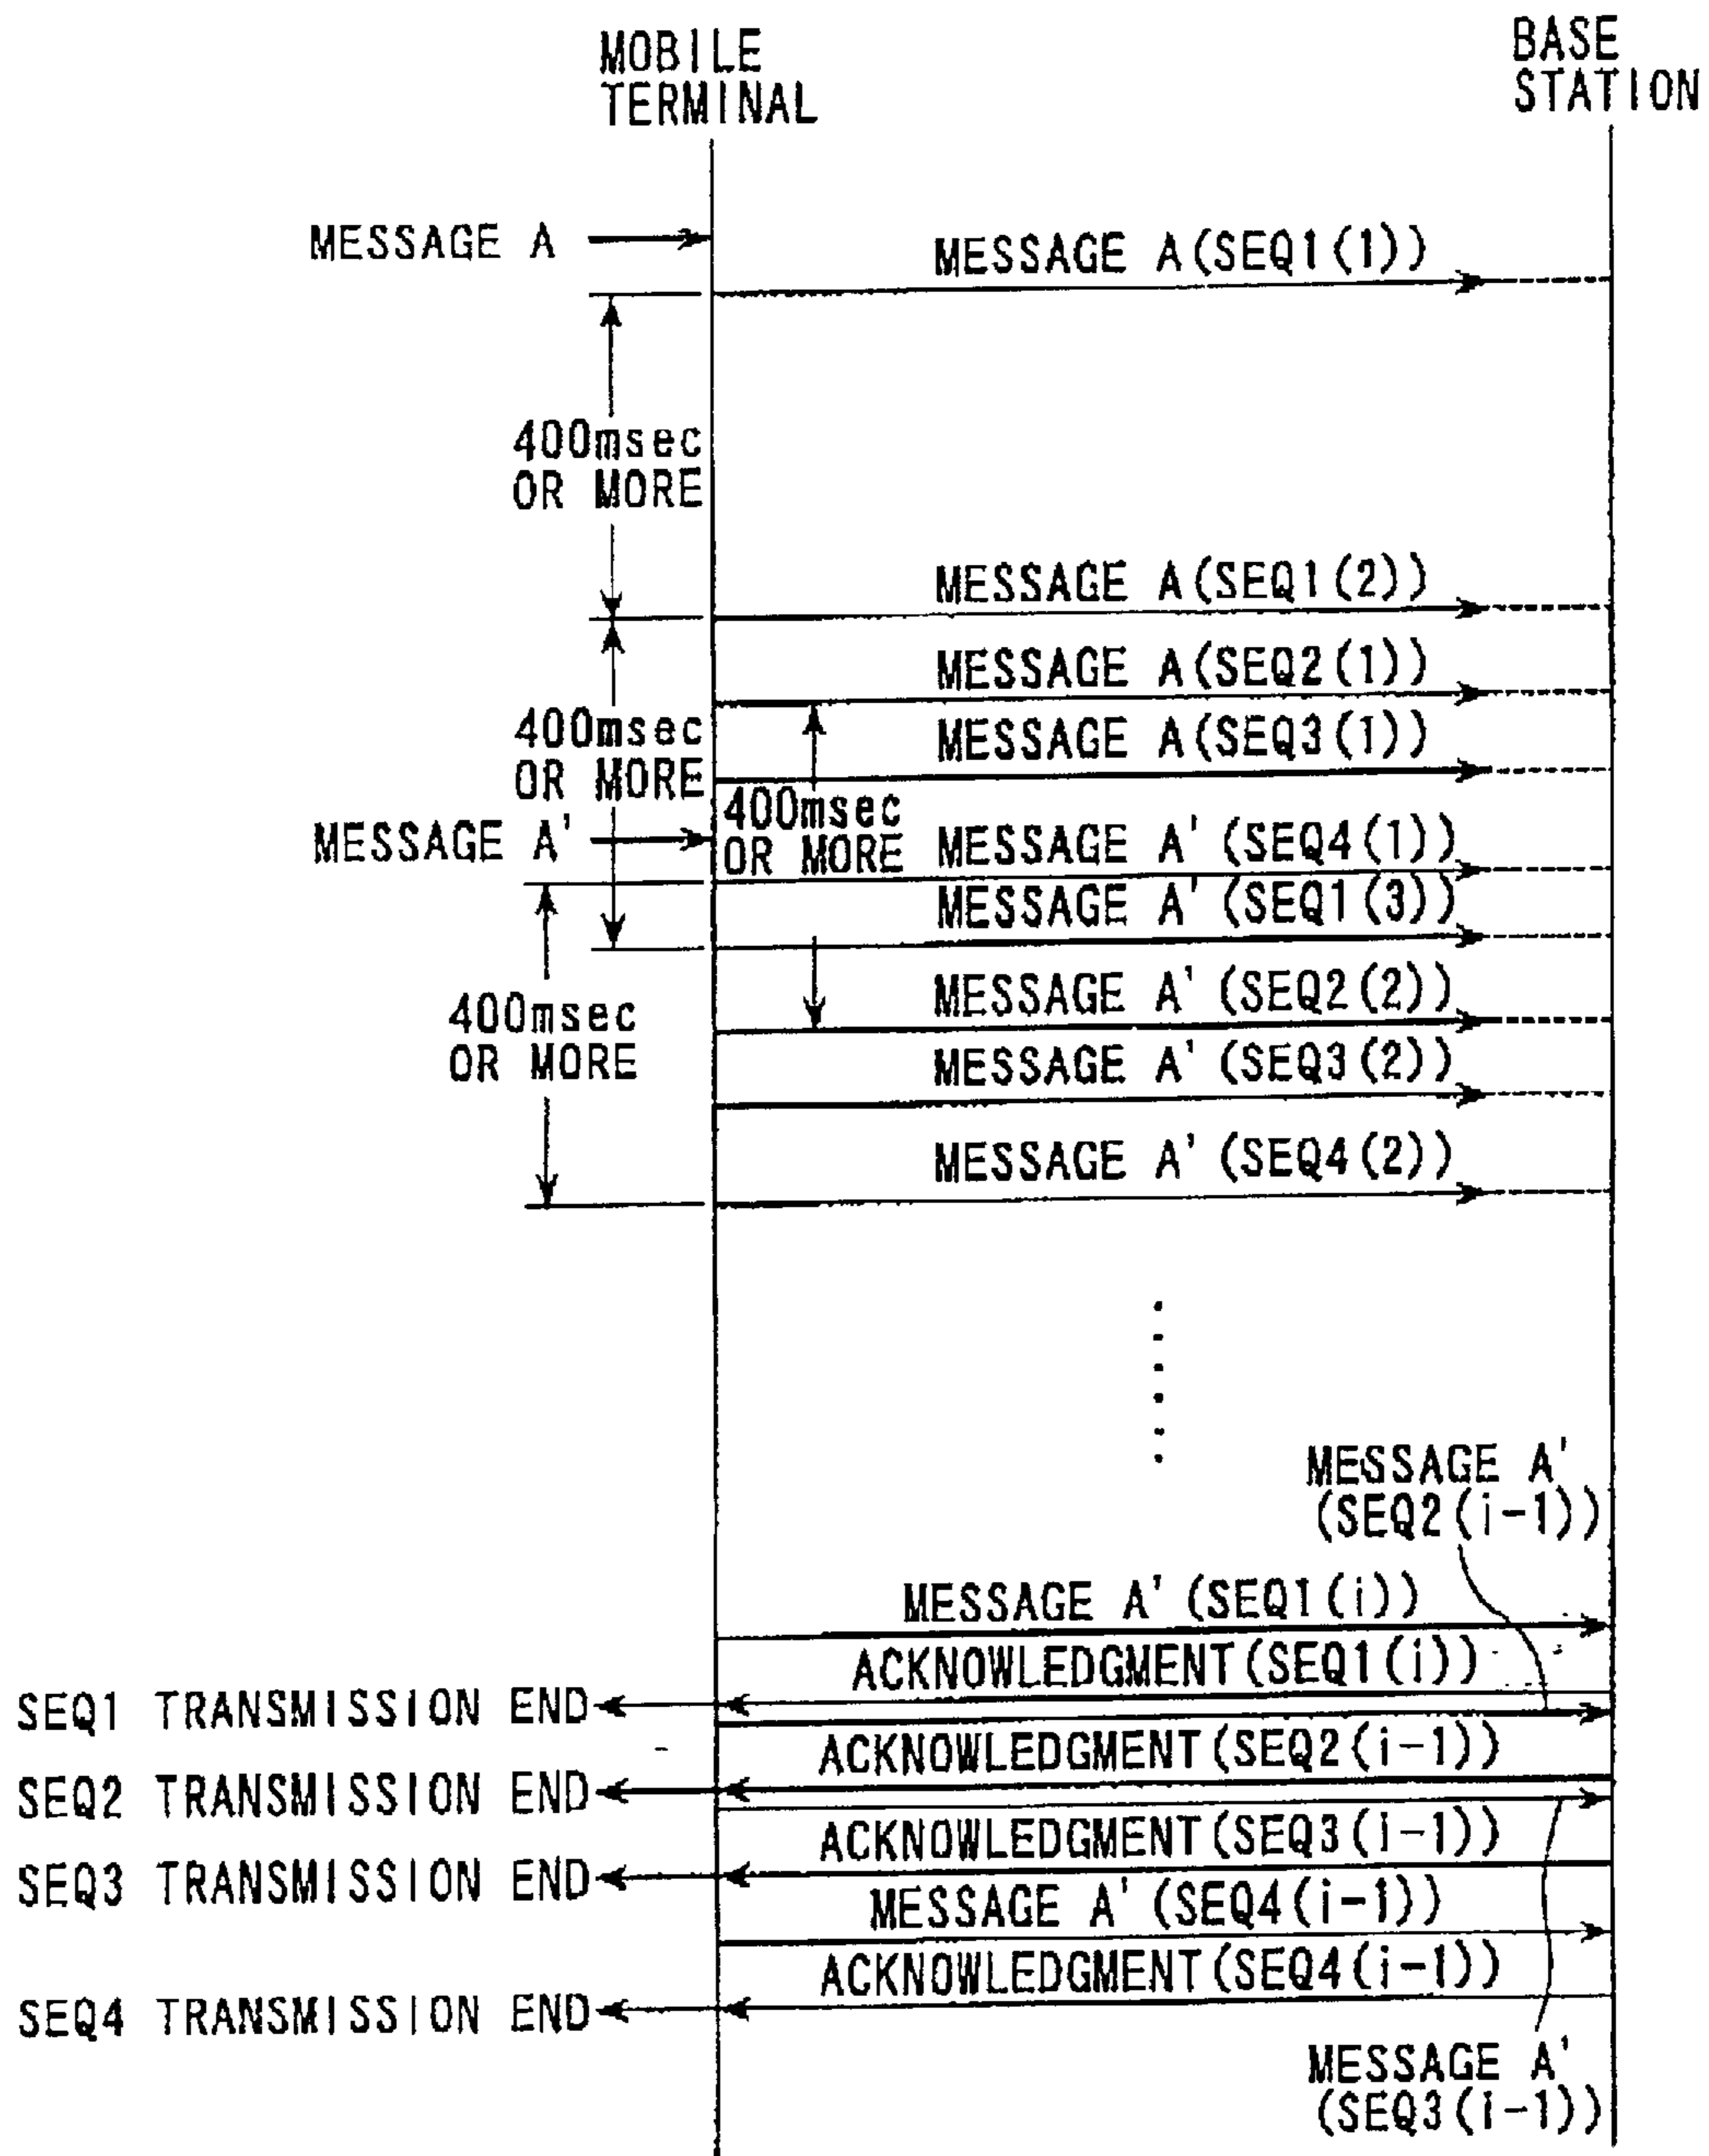 MOBILE
TERMINAL
BASE
STATION
MESSAGE A
MESSAGE A(SEQ1(1))
400msec
OR MORE
MESSAGE A(SEQ1(2))
MESSAGE A(SEQ2(1))
400msec
OR MORE
MESSAGE A(SEQ3(1))
400msec
OR MORE
MESSAGE A'
MESSAGE A'(SEQ4(1))
MESSAGE A'(SEQ1(3))
400msec
OR MORE
MESSAGE A'(SEQ2(2))
MESSAGE A'(SEQ3(2))
MESSAGE A'(SEQ4(2))
MESSAGE A'
(SEQ2(i-1))
MESSAGE A'(SEQ1(i))
ACKNOWLEDGMENT(SEQ1(i))
SEQ1 TRANSMISSION END
ACKNOWLEDGMENT(SEQ2(i-1))
SEQ2 TRANSMISSION END
ACKNOWLEDGMENT(SEQ3(i-1))
SEQ3 TRANSMISSION END
MESSAGE A'(SEQ4(i-1))
ACKNOWLEDGMENT(SEQ4(i-1))
SEQ4 TRANSMISSION END
MESSAGE A'
(SEQ3(i-1))